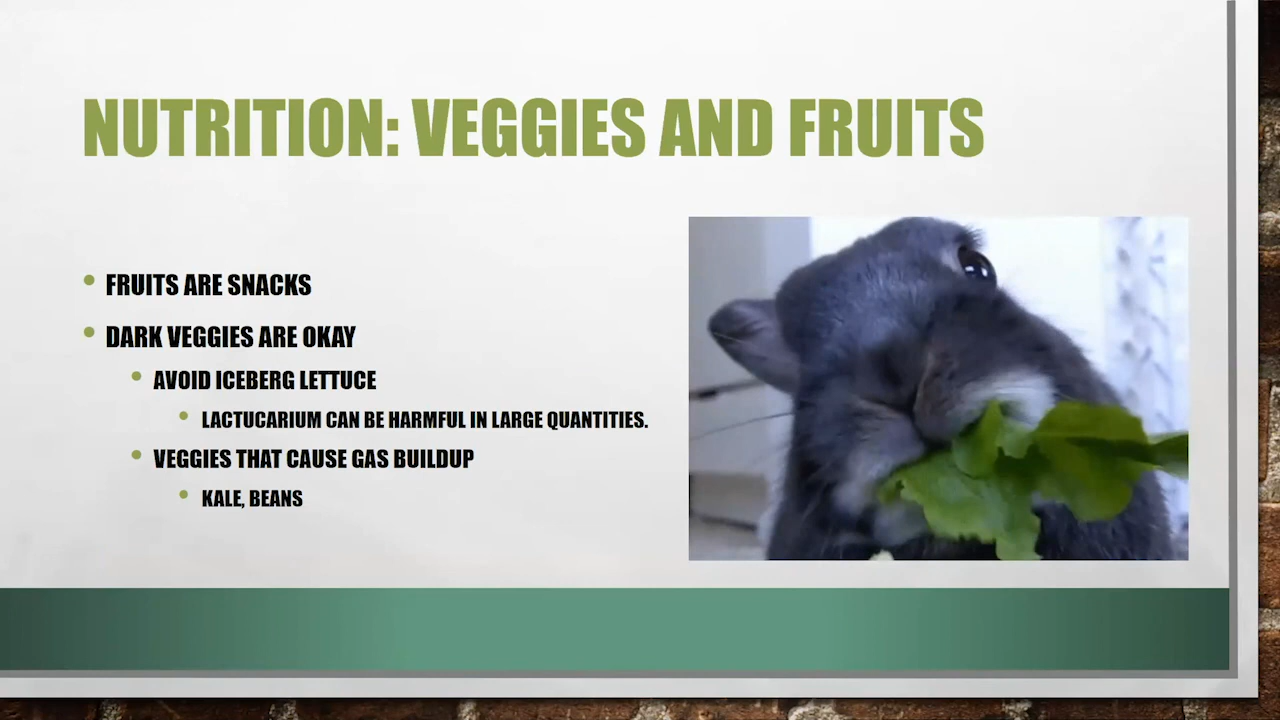 NUTRITION: VEGGIES AND FRUITS
FRUITS ARE SNACKS
DARK VEGGIES ARE OKAY
AVOID ICEBERG LETTUCE
LACTUCARIUM CAN BE HARMFUL IN LARGE QUANTITIES.
VEGGIES THAT CAUSE GAS BUILDUP
KALE, BEANS